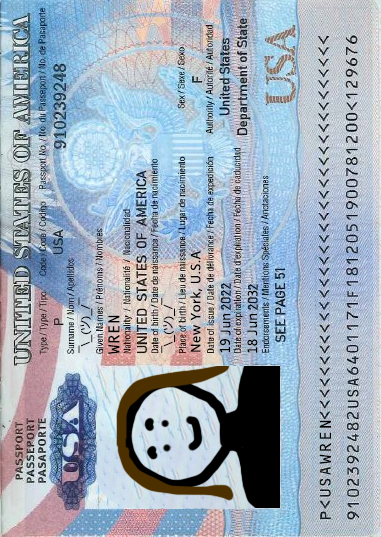 UNITED STATES OF AMERICA
PASSPORT
PASSEPORT
PASAPORTE
USA
Type / Type / Tipo Code / Code / Codigo Passport No. / No. du Passeport / No. de Pasaporte
P USA 910239248
Surname / Nom / Apellidos
¯\_(ツ)_/¯
Given Names / Prénoms / Nombres
WREN
Nationality / Nationalité / Nacionalidad
UNITED STATES OF AMERICA
Date of birth / Date de naissance / Fecha de nacimiento
¯\_(ツ)_/¯
Place of birth / Lieu de naissance / Lugar de nacimiento Sex / Sexe / Sexo
New York, U.S.A F
Date of issue / Date de délivrance / Fecha de expedición Authority / Autorité / Autoridad
19 Jun 2022 United States
Date of expiration / Date d'expiration / Fecha de caducidad Department of State
18 Jun 2032
Endorsements / Mentions Spéciales / Anotaciones
SEE PAGE 51
USA
P<USAWREN<<<<<<<<<<<<<<<<<<<<<<<<<<<<<<<<<<<
9102392482USA6401171F1812051900781200<129676